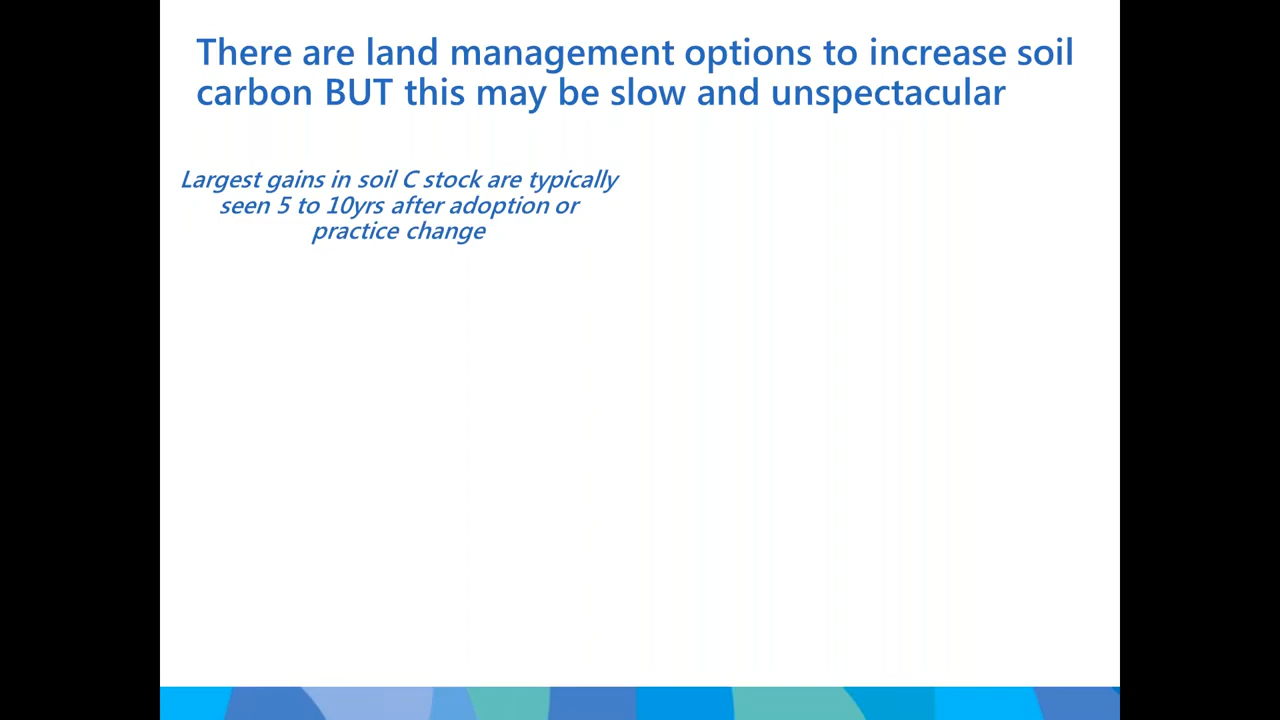 There are land management options to increase soil
carbon BUT this may be slow and unspectacular
Largest gains in soil C stock are typically
seen 5 to 10yrs after adoption or
practice change